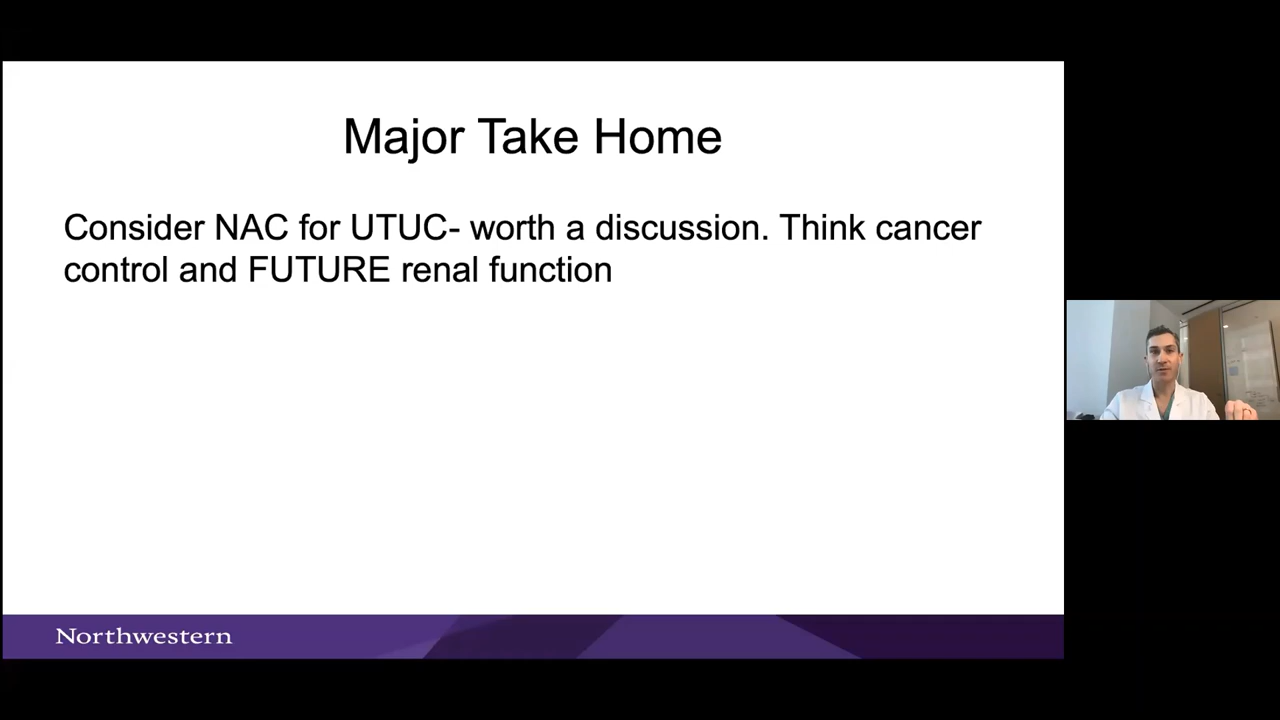 Major Take Home
Consider NAC for UTUC- worth a discussion. Think cancer
control and FUTURE renal function
Northwestern